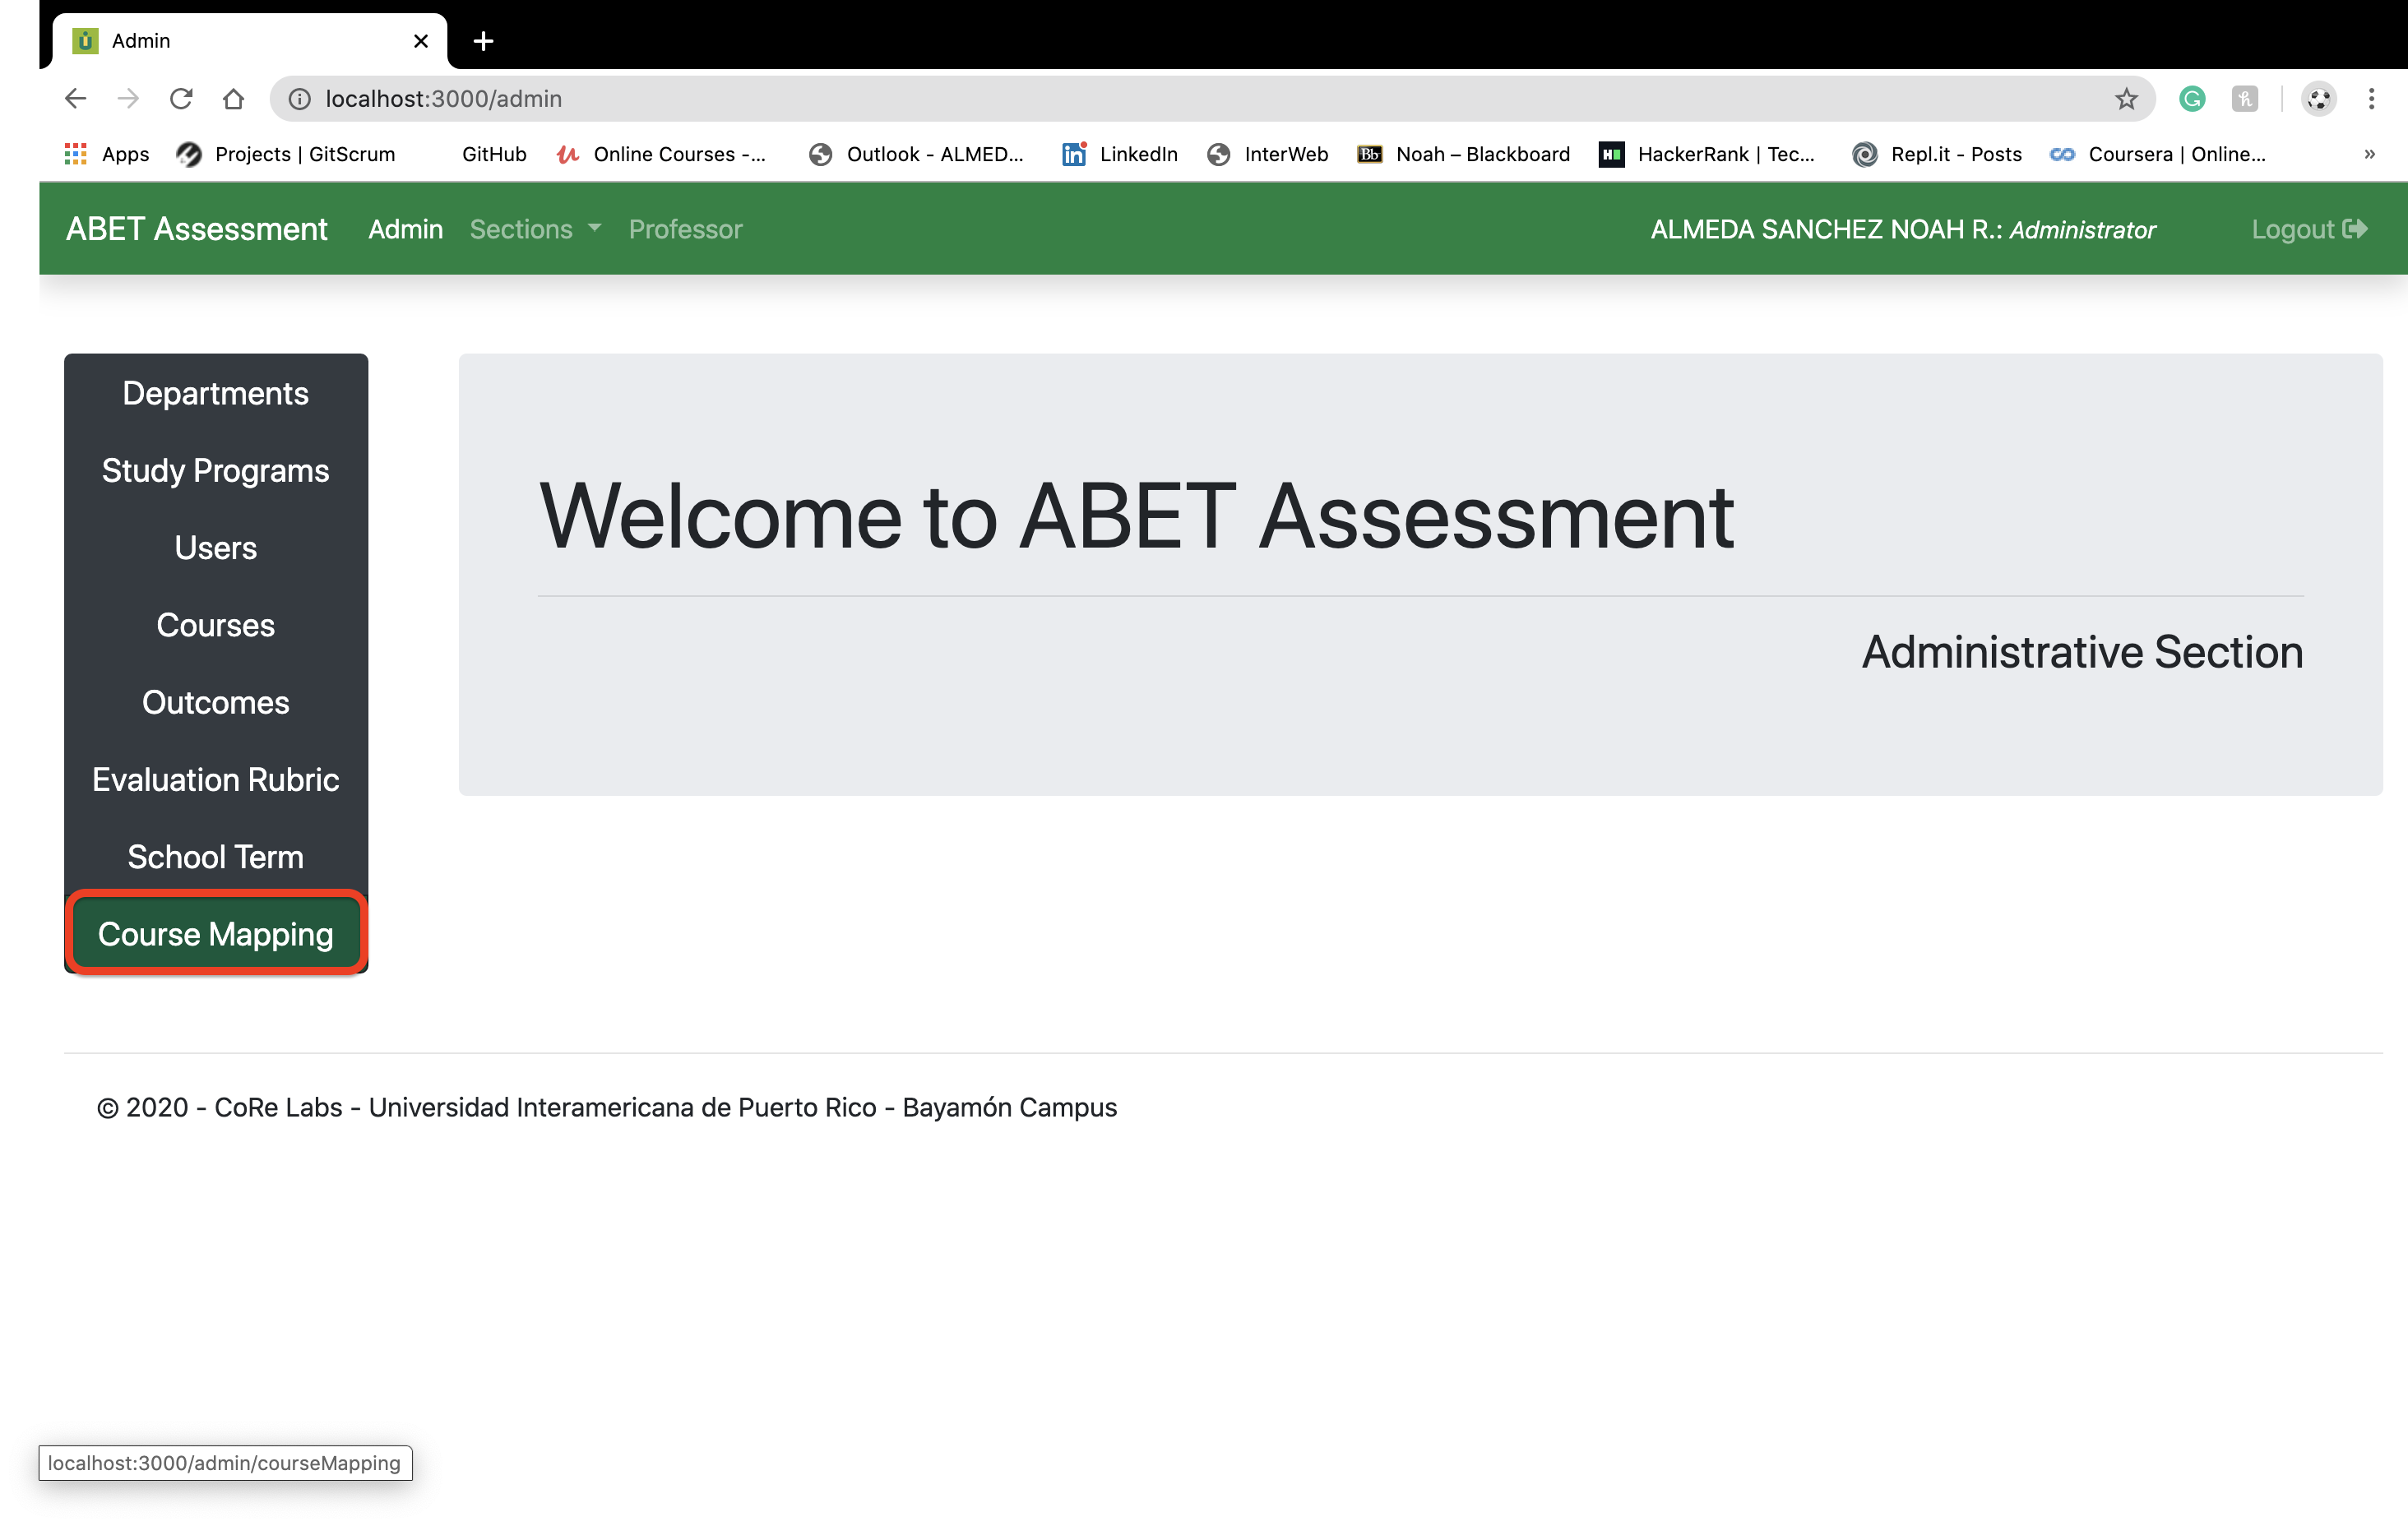 Admin
localhost:3000/admin
Apps Projects | GitScrum GitHub Online Courses -... Outlook - ALMED... LinkedIn InterWeb Bb Noah – Blackboard HackerRank | Tec... Repl.it - Posts Coursera | Online... »
ABET Assessment Admin Sections Professor ALMEDA SANCHEZ NOAH R.: Administrator Logout
Departments
Study Programs
Users
Courses
Outcomes
Evaluation Rubric
School Term
Course Mapping
Welcome to ABET Assessment
Administrative Section
© 2020 - CoRe Labs - Universidad Interamericana de Puerto Rico - Bayamón Campus
localhost:3000/admin/courseMapping